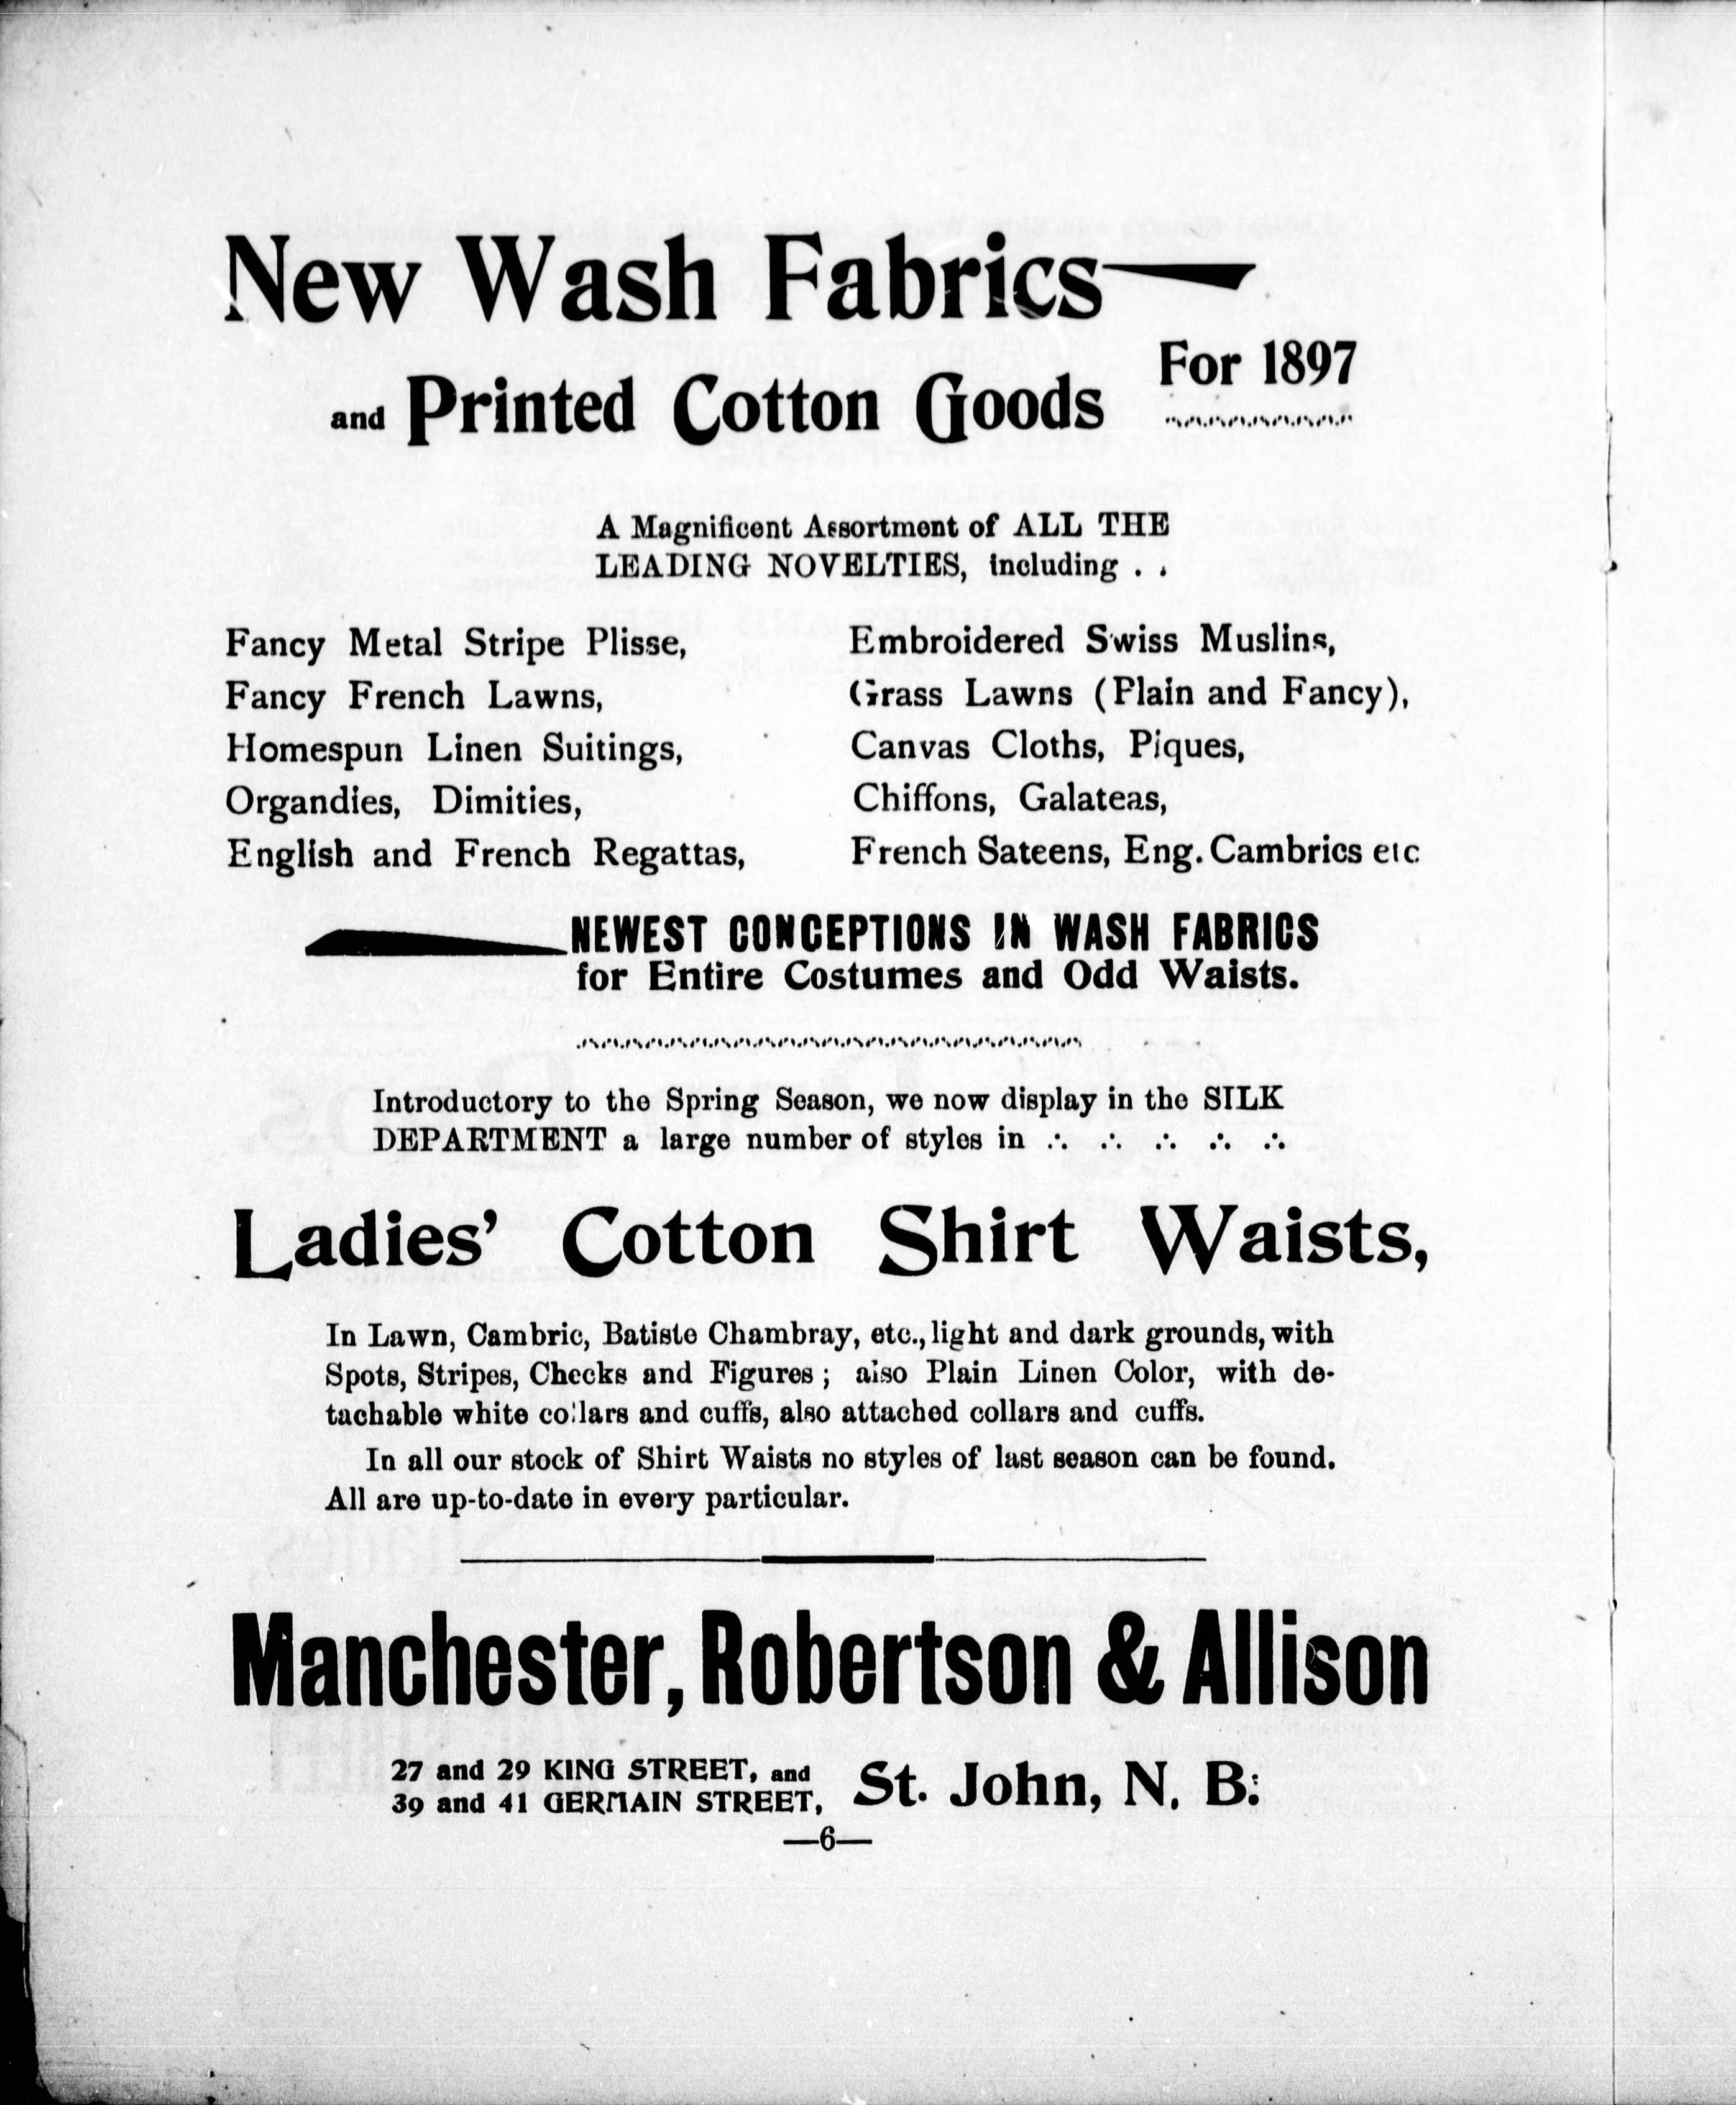 New Wash Fabrics
and Printed Cotton Goods For 1897
A Magnificent Assortment of ALL THE
LEADING NOVELTIES, including . .
Fancy Metal Stripe Plisse,
Fancy French Lawns,
Homespun Linen Suitings,
Organdies, Dimities,
English and French Regattas,
Embroidered Swiss Muslins,
Grass Lawns (Plain and Fancy),
Canvas Cloths, Piques,
Chiffons, Galateas,
French Sateens, Eng. Cambrics etc
NEWEST CONCEPTIONS IN WASH FABRICS
for Entire Costumes and Odd Waists.
Introductory to the Spring Season, we now display in the SILK
DEPARTMENT a large number of styles in ∴ ∴ ∴ ∴ ∴
Ladies' Cotton Shirt Waists,
In Lawn, Cambric, Batiste Chambray, etc., light and dark grounds, with
Spots, Stripes, Checks and Figures; also Plain Linen Color, with de-
tachable white collars and cuffs, also attached collars and cuffs.
In all our stock of Shirt Waists no styles of last season can be found.
All are up-to-date in every particular.
Manchester, Robertson & Allison
27 and 29 KING STREET, and
39 and 41 GERMAIN STREET,
St. John, N. B.
—6—